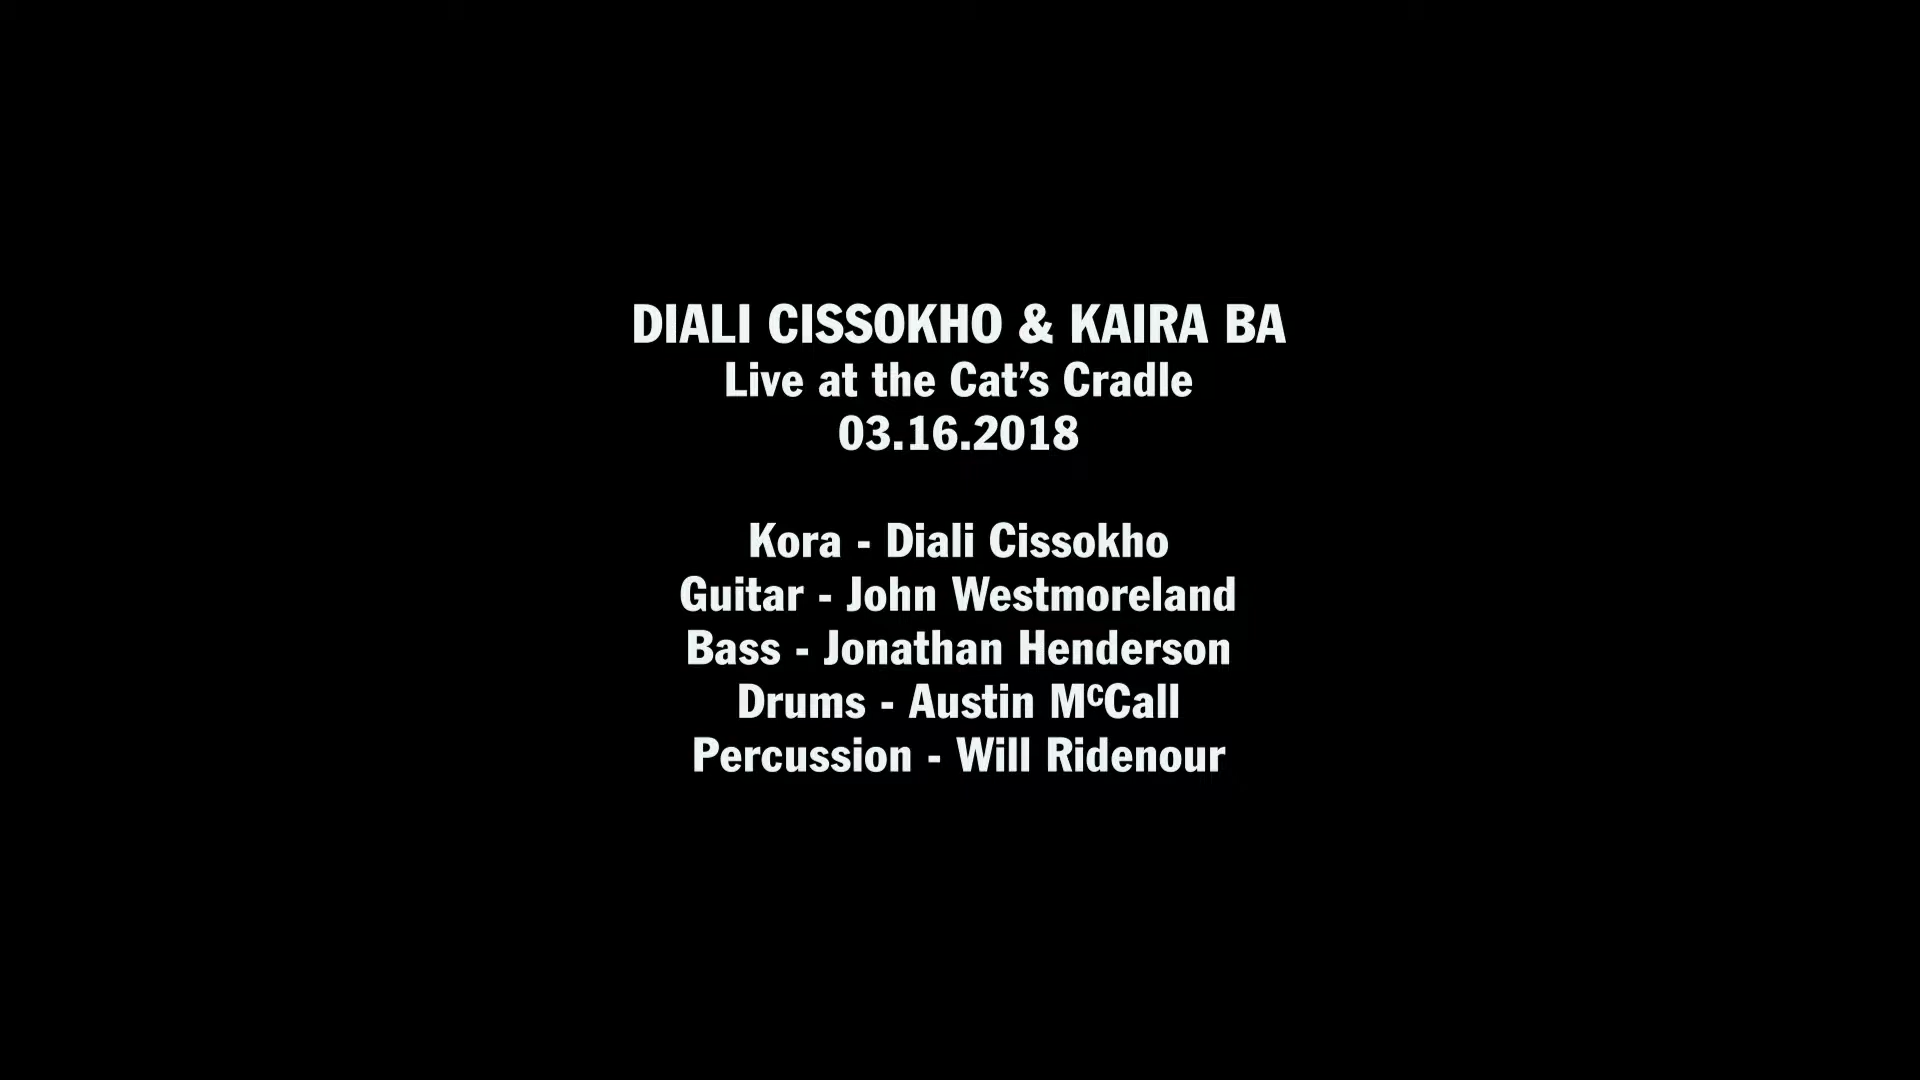 DIALI CISSOKHO & KAIRA BA
Live at the Cat’s Cradle
03.16.2018
Kora - Diali Cissokho
Guitar - John Westmoreland
Bass - Jonathan Henderson
Drums - Austin McCall
Percussion - Will Ridenour